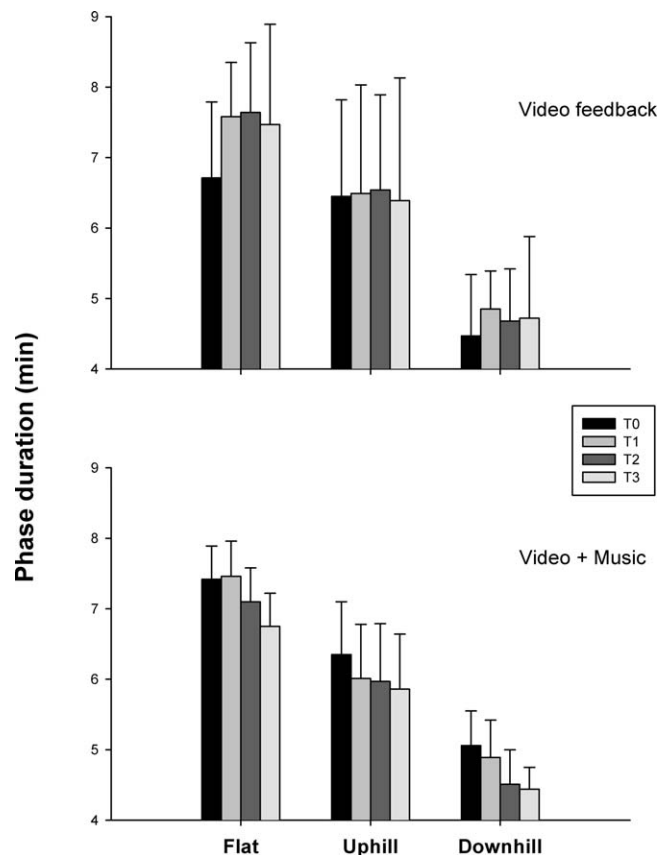 9
8
7
6
5
4
Video feedback
Phase duration (min)
T0
T1
T2
T3
9
8
7
6
5
4
Video + Music
Flat Uphill Downhill